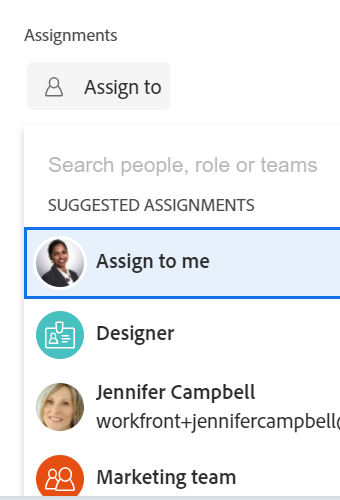 Assignments
Assign to
Search people, role or teams
SUGGESTED ASSIGNMENTS
Assign to me
Designer
Jennifer Campbell
workfront+jennifercampbell@
Marketing team